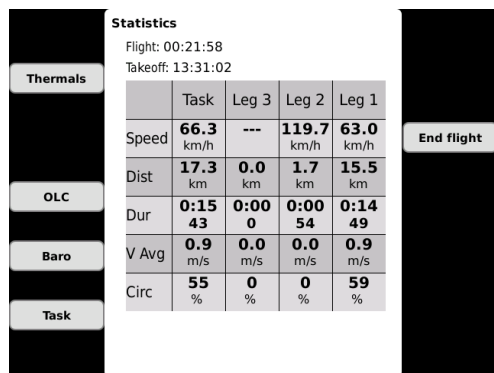 Statistics
Flight: 00:21:58
Takeoff: 13:31:02
Thermals
OLC
Baro
Task
End flight
Task Leg 3 Leg 2 Leg 1
Speed 66.3 --- 119.7 63.0
km/h km/h km/h
Dist 17.3 0.0 1.7 15.5
km km km km
Dur 0:15 0:00 0:00 0:14
43 0 54 49
V Avg 0.9 0.0 0.0 0.9
m/s m/s m/s m/s
Circ 55 0 0 59
% % % %